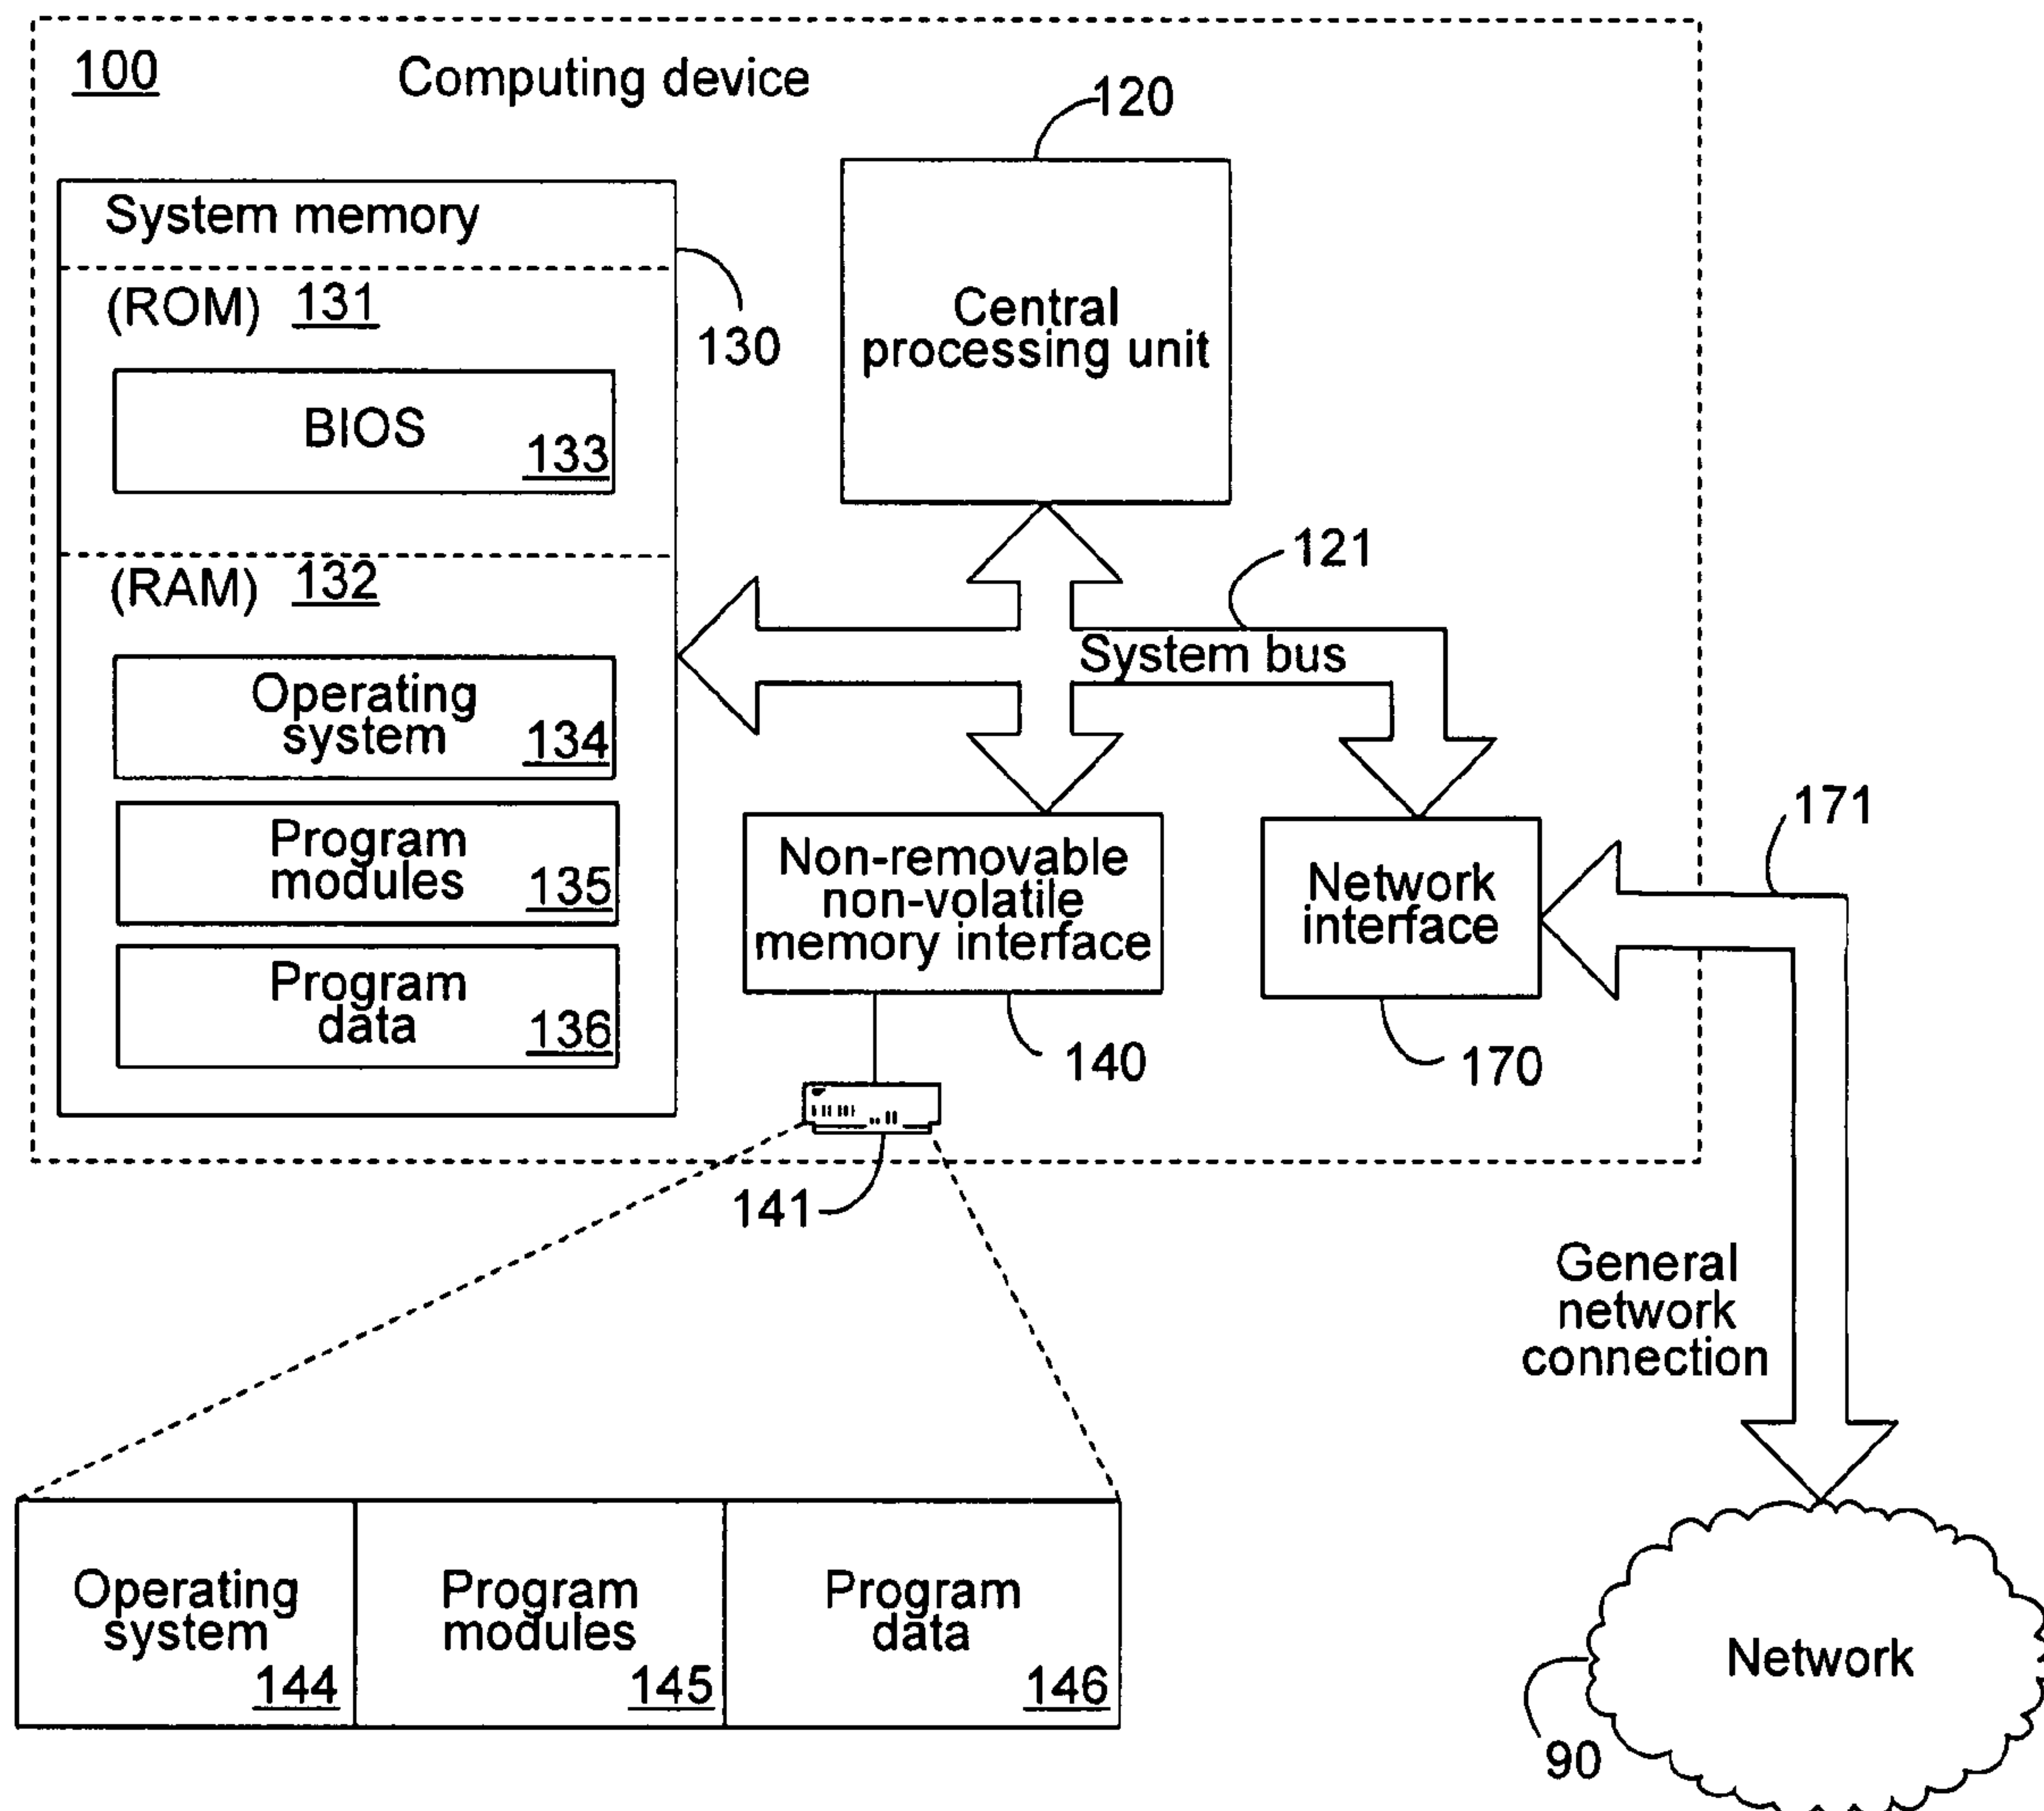 100
Computing device
120
System memory
(ROM) 131
130
BIOS
133
Central
processing unit
121
(RAM) 132
System bus
Operating
system
134
Program
modules
135
Program
data
136
Non-removable
non-volatile
memory interface
140
Network
interface
170
171
141
General
network
connection
Operating
system
144
Program
modules
145
Program
data
146
Network
90